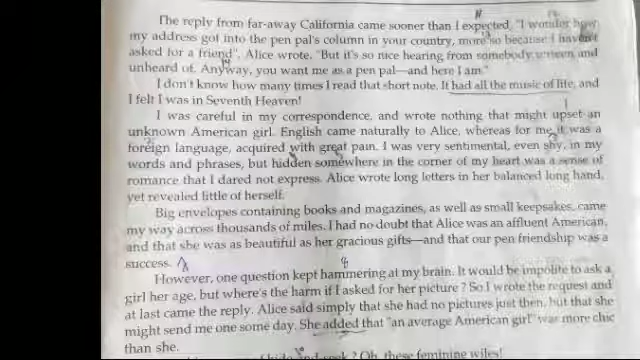 The reply from far-away California came sooner than I expected. "I wonder how
my address got into the pen pal's column in your country, more so because I haven't
asked for a friend". Alice wrote. "But it's so nice hearing from somebody unseen and
unheard of. Anyway, you want me as a pen pal—and here I am."
I don't know how many times I read that short note. It had all the music of life, and
I felt I was in Seventh Heaven!
I was careful in my correspondence, and wrote nothing that might upset an
unknown American girl. English came naturally to Alice, whereas for me it was a
foreign language, acquired with great pain. I was very sentimental, even shy, in my
words and phrases, but hidden somewhere in the corner of my heart was a sense of
romance that I dared not express. Alice wrote long letters in her balanced long hand,
yet revealed little of herself.
Big envelopes containing books and magazines, as well as small keepsakes, came
my way across thousands of miles. I had no doubt that Alice was an affluent American,
and that she was as beautiful as her gracious gifts—and that our pen friendship was a
success.
However, one question kept hammering at my brain. It would be impolite to ask a
girl her age, but where's the harm if I asked for her picture ? So I wrote the request and
at last came the reply. Alice said simply that she had no pictures just then, but that she
might send me one some day. She added that "an average American girl" was more chic
than she.
and seek ? Oh, these feminine wiles!